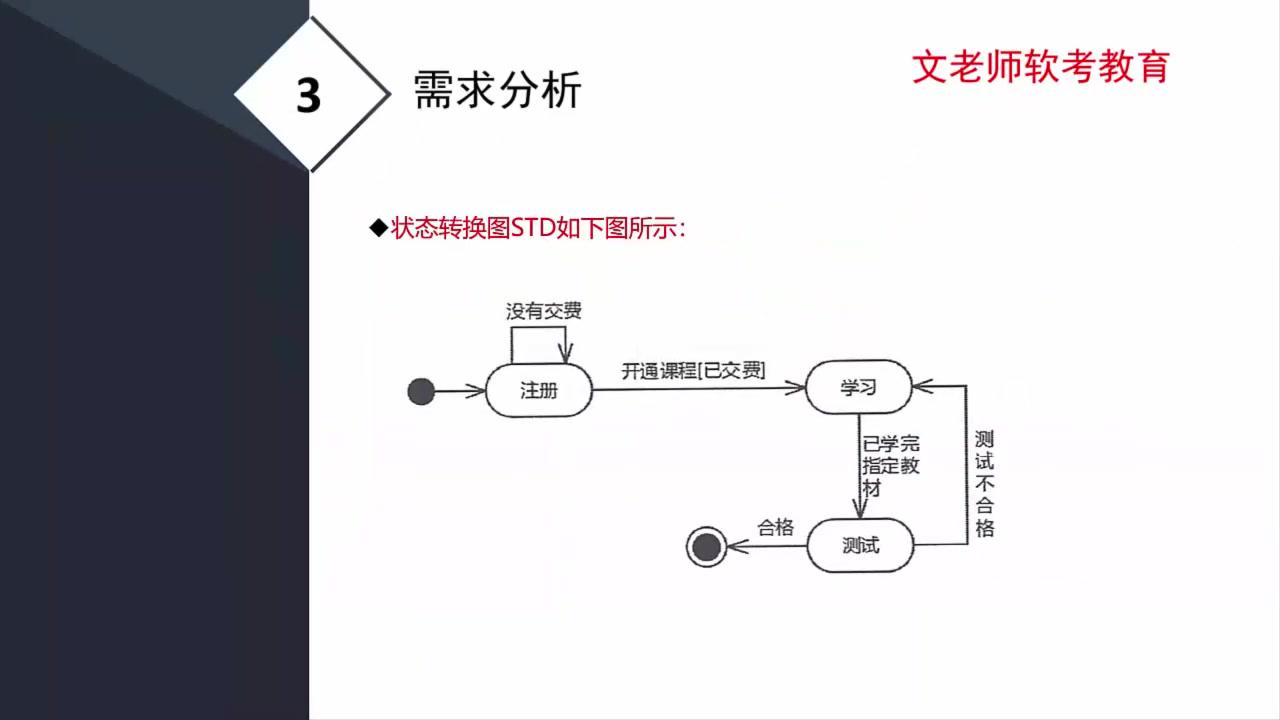 3
需求分析
文老师软考教育
◆状态转换图STD如下图所示：
没有交费
注册
开通课程[已交费]
学习
已学完
指定教
材
测
试
不
合
格
合格
测试